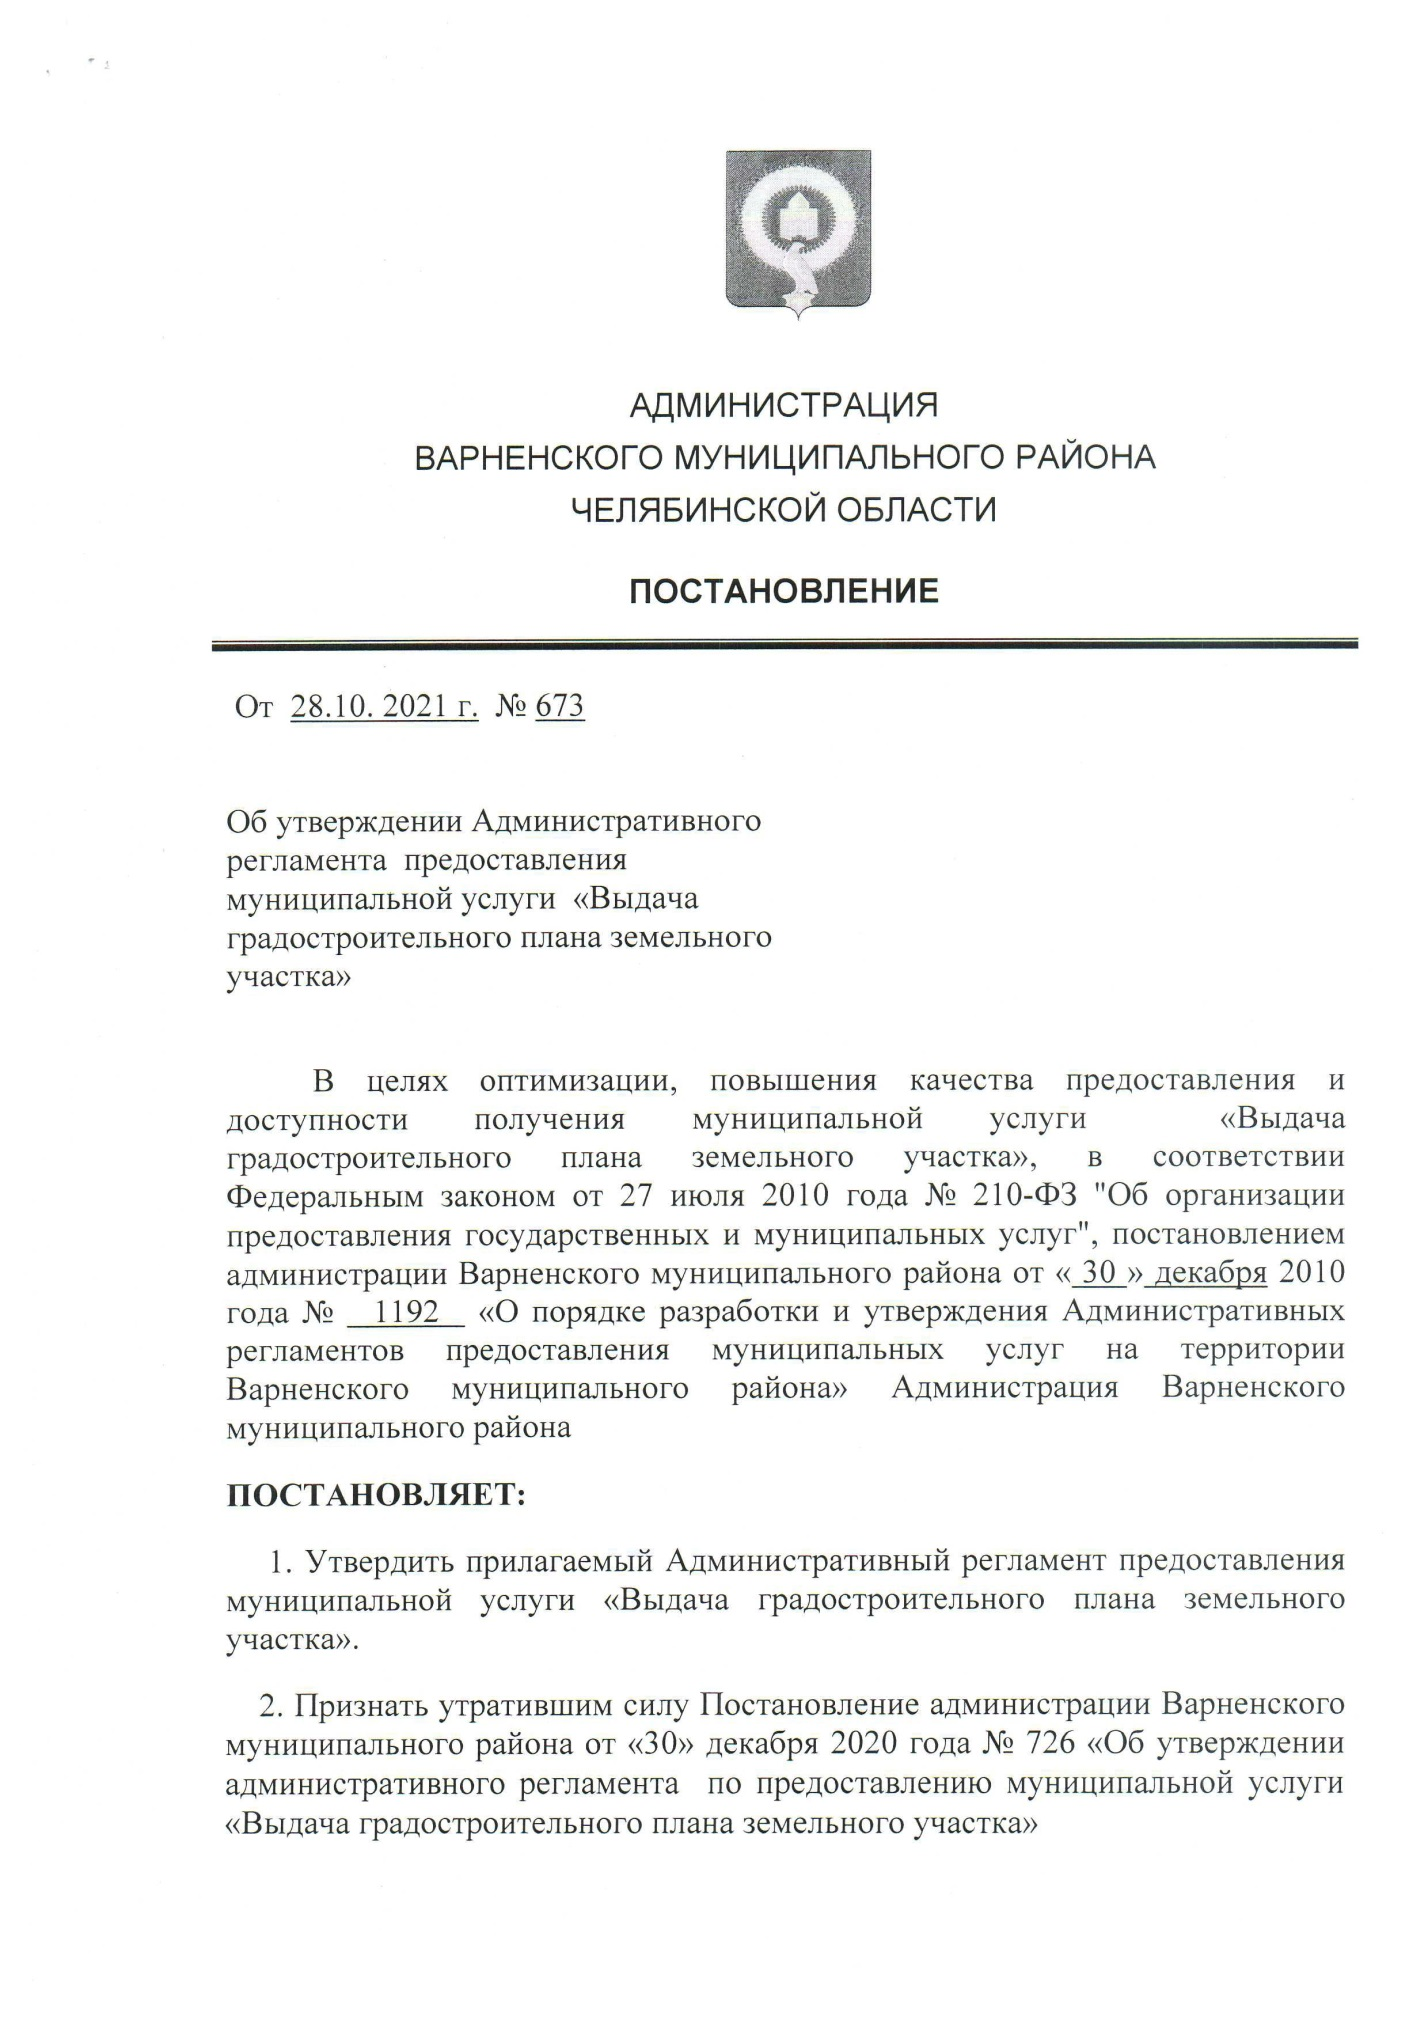 АДМИНИСТРАЦИЯ
ВАРНЕНСКОГО МУНИЦИПАЛЬНОГО РАЙОНА
ЧЕЛЯБИНСКОЙ ОБЛАСТИ
ПОСТАНОВЛЕНИЕ
От 28.10. 2021 г. № 673
Об утверждении Административного
регламента предоставления
муниципальной услуги «Выдача
градостроительного плана земельного
участка»
В целях оптимизации, повышения качества предоставления и
доступности получения муниципальной услуги «Выдача
градостроительного плана земельного участка», в соответствии
Федеральным законом от 27 июля 2010 года № 210-ФЗ "Об организации
предоставления государственных и муниципальных услуг", постановлением
администрации Варненского муниципального района от « 30 » декабря 2010
года № 1192 «О порядке разработки и утверждения Административных
регламентов предоставления муниципальных услуг на территории
Варненского муниципального района» Администрация Варненского
муниципального района
ПОСТАНОВЛЯЕТ:
1. Утвердить прилагаемый Административный регламент предоставления
муниципальной услуги «Выдача градостроительного плана земельного
участка».
2. Признать утратившим силу Постановление администрации Варненского
муниципального района от «30» декабря 2020 года № 726 «Об утверждении
административного регламента по предоставлению муниципальной услуги
«Выдача градостроительного плана земельного участка»